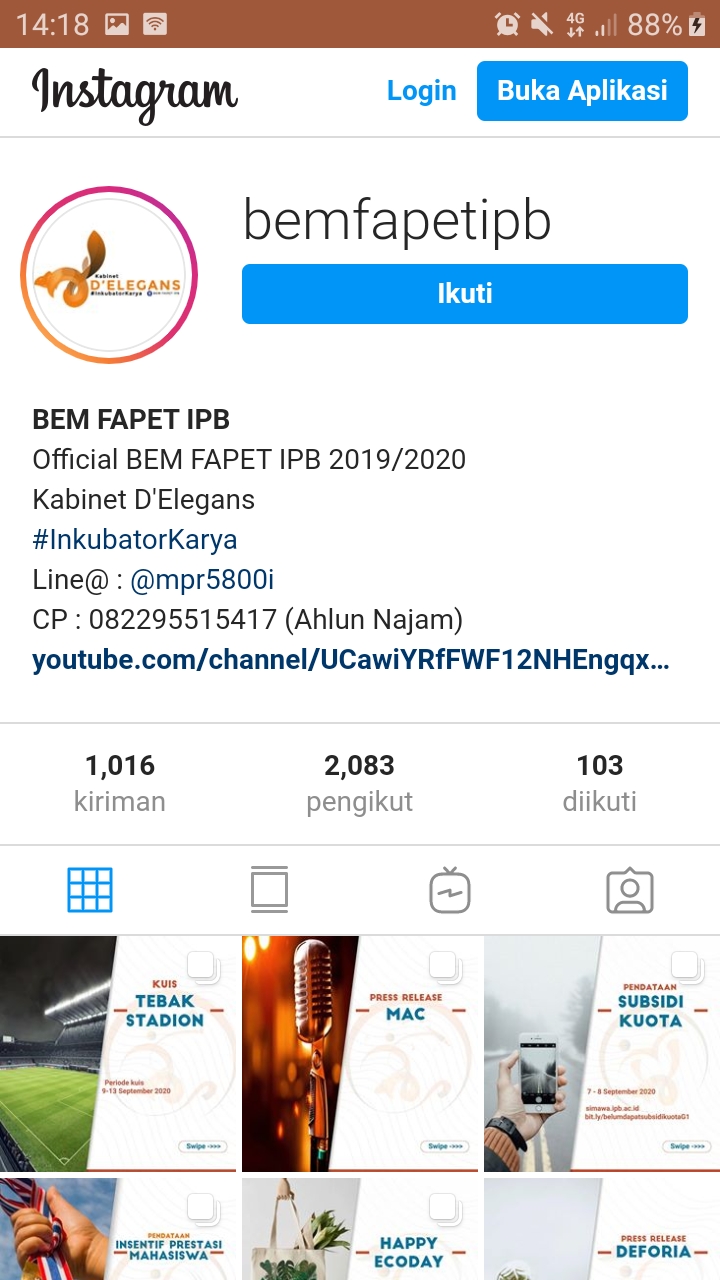 14:18
4G
88%
Instagram
Login
Buka Aplikasi
Kabinet
D'ELEGANS
#InkubatorKarya
bemfapetipb
Ikuti
BEM FAPET IPB
Official BEM FAPET IPB 2019/2020
Kabinet D'Elegans
#InkubatorKarya
Line@ : @mpr5800i
CP : 082295515417 (Ahlun Najam)
youtube.com/channel/UCawiYRfFWF12NHEngqx...
1,016
kiriman
2,083
pengikut
103
diikuti
KUIS
TEBAK
STADION
Periode kuis
9-13 September 2020
Swipe ->>>
PRESS RELEASE
MAC
Swipe ->>>
PENDATAAN
SUBSIDI
KUOTA
7 - 8 September 2020
simawa.ipb.ac.id
bit.ly/belumdapatsubsidikuotaG1
Swipe ->>>
PENDATAAN
INSENTIF PRESTASI
MAHASISWA
HAPPY
ECODAY
PRESS RELEASE
DEFORIA